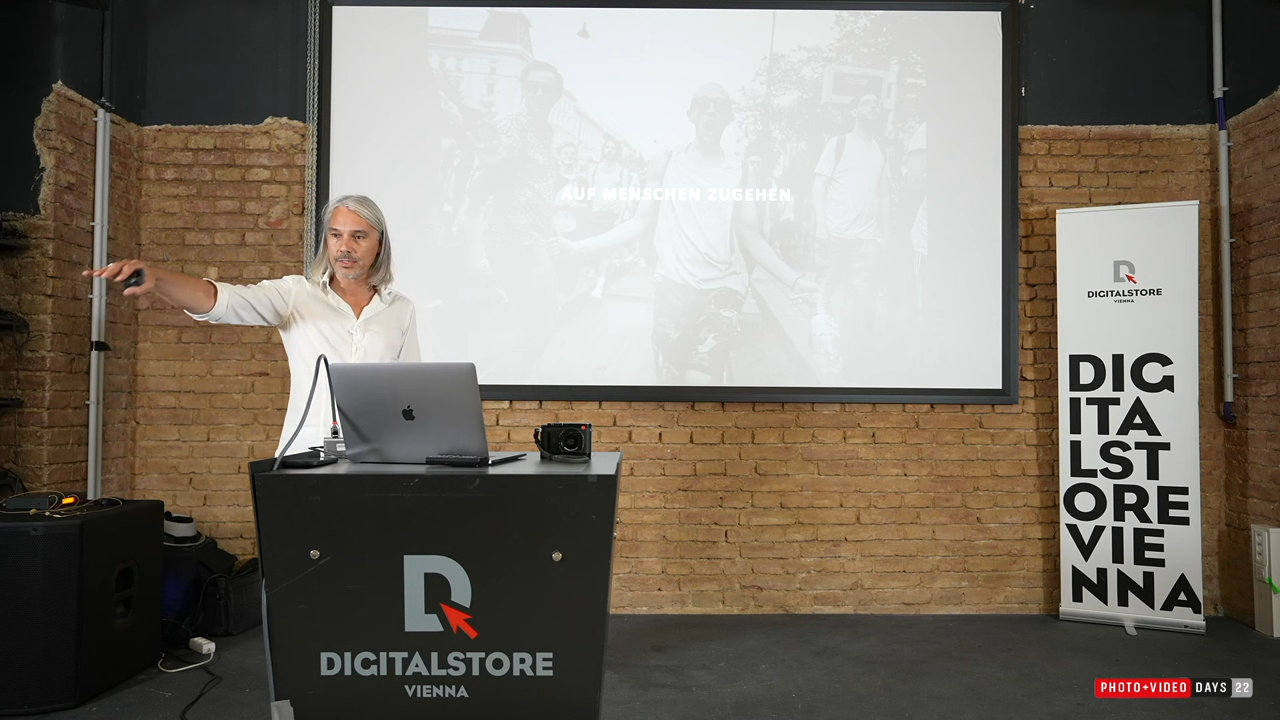 AUF MENSCHEN ZUGEHEN
DIGITALSTORE
VIENNA
DIG
ITA
LST
ORE
VIE
NNA
DIGITALSTORE
VIENNA
PHOTO+VIDEO DAYS 22